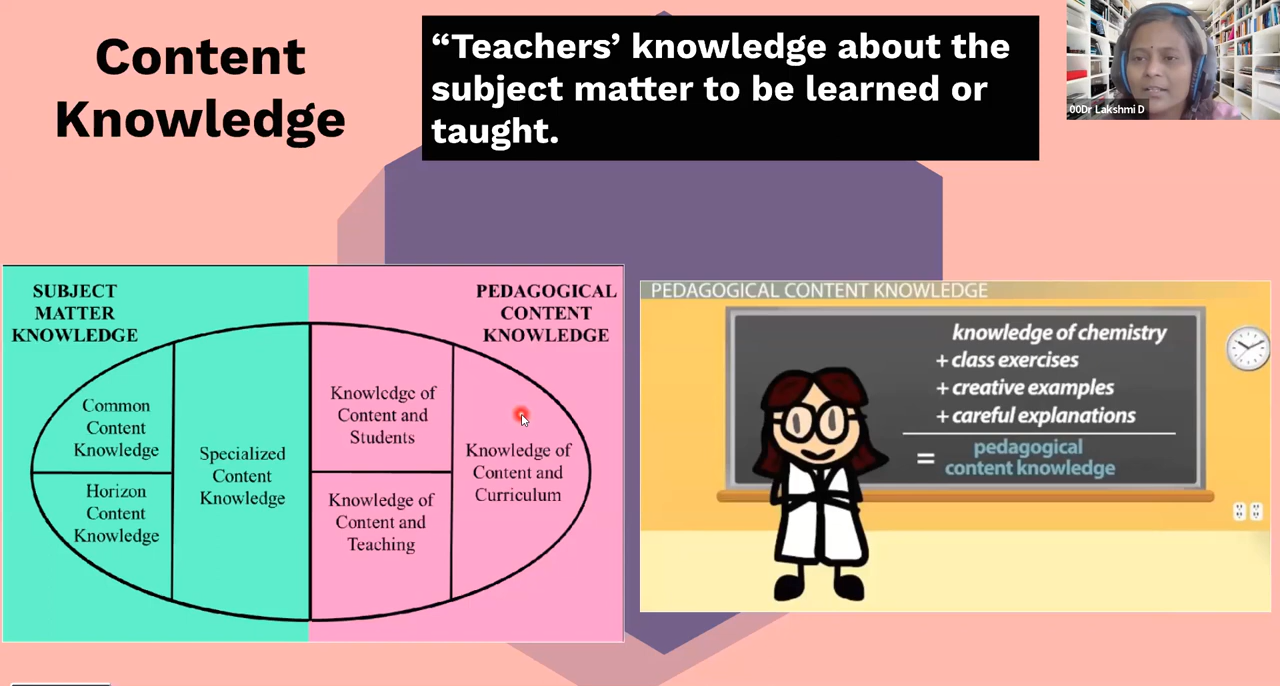 Content
Knowledge
“Teachers’ knowledge about the
subject matter to be learned or
taught.
00Dr Lakshmi D
SUBJECT
MATTER
KNOWLEDGE
PEDAGOGICAL
CONTENT
KNOWLEDGE
Common
Content
Knowledge
Horizon
Content
Knowledge
Specialized
Content
Knowledge
Knowledge of
Content and
Students
Knowledge of
Content and
Teaching
Knowledge of
Content and
Curriculum
PEDAGOGICAL CONTENT KNOWLEDGE
knowledge of chemistry
+ class exercises
+ creative examples
+ careful explanations
= pedagogical
content knowledge